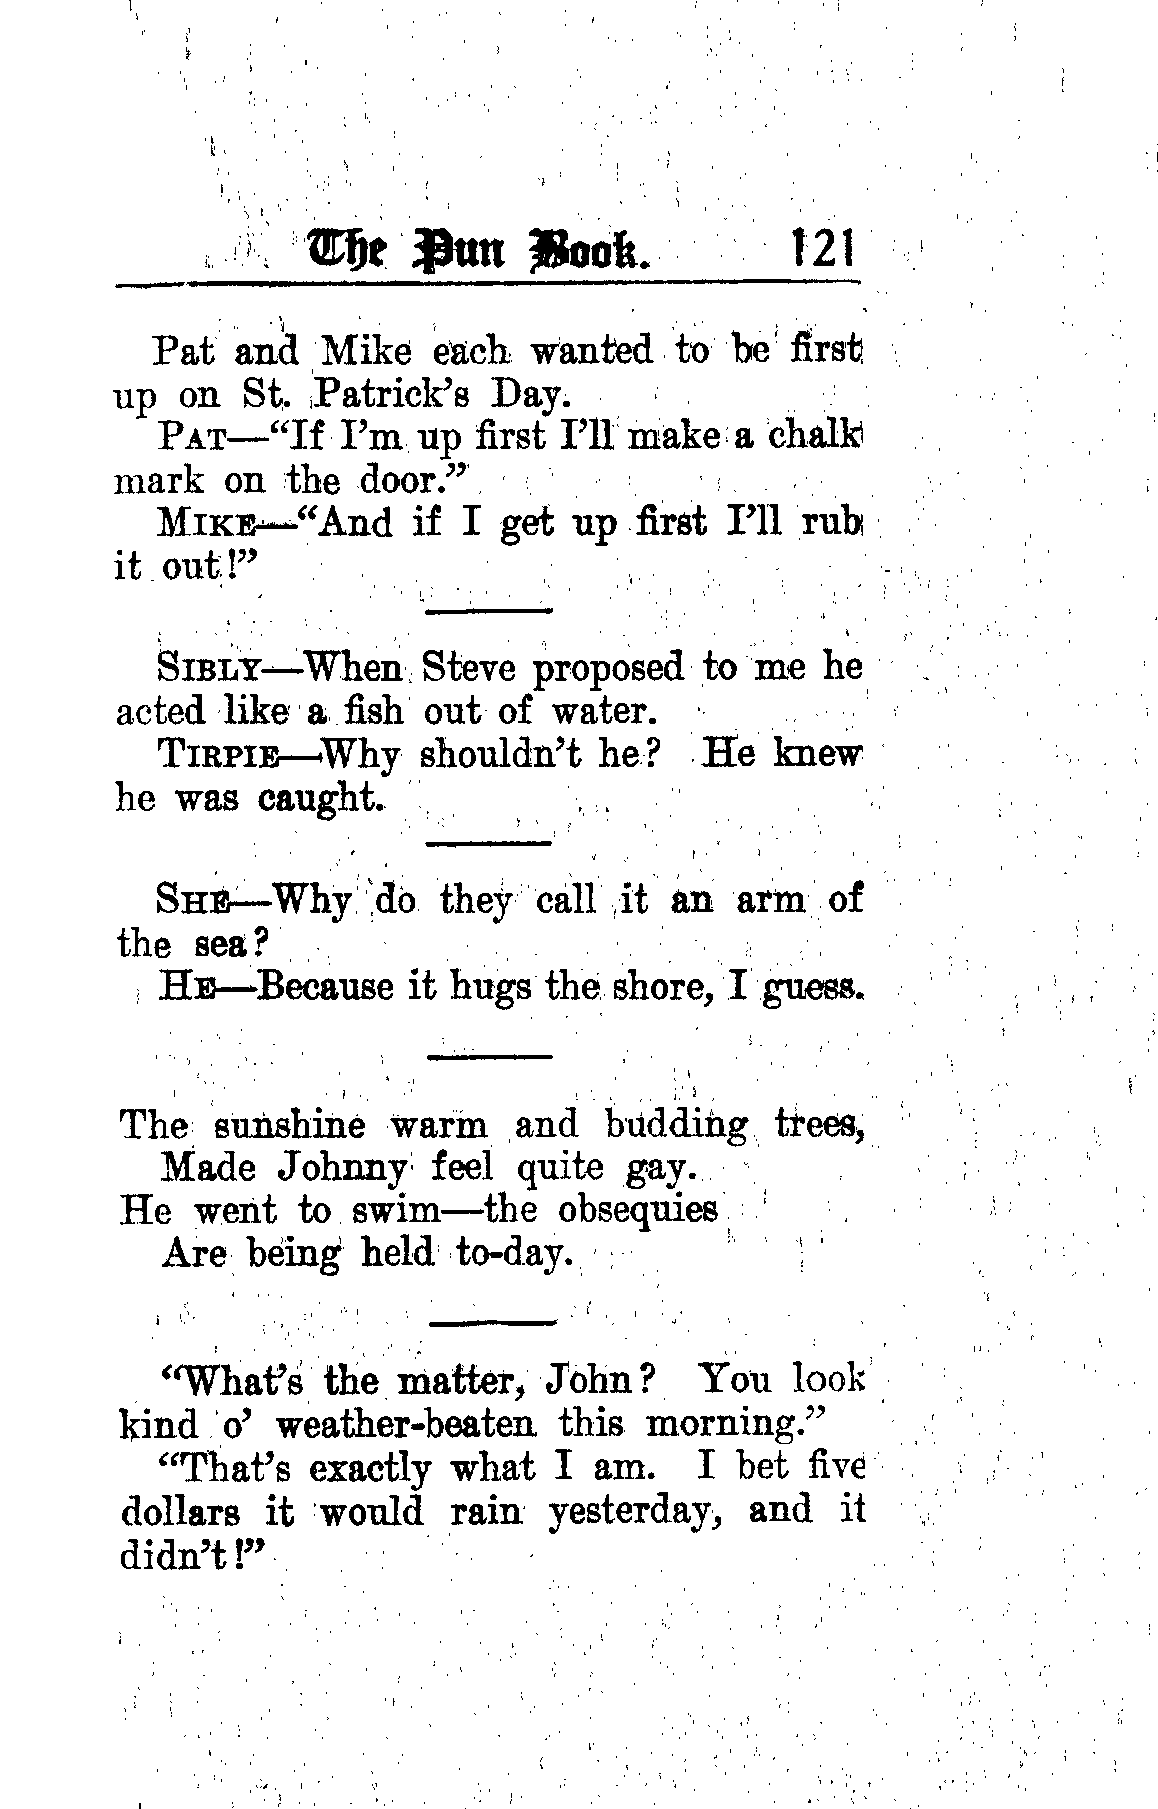 The Pun Book. 121
Pat and Mike each wanted to be first
up on St. Patrick's Day.
PAT—"If I'm up first I'll make a chalk
mark on the door."
MIKE—"And if I get up first I'll rub
it out!"
SIBLY—When Steve proposed to me he
acted like a fish out of water.
TIRPIE—Why shouldn't he? He knew
he was caught.
SHE—Why do they call it an arm of
the sea?
HE—Because it hugs the shore, I guess.
The sunshine warm and budding trees,
Made Johnny feel quite gay.
He went to swim—the obsequies
Are being held to-day.
"What's the matter, John? You look
kind o' weather-beaten this morning."
"That's exactly what I am. I bet five
dollars it would rain yesterday, and it
didn't!"